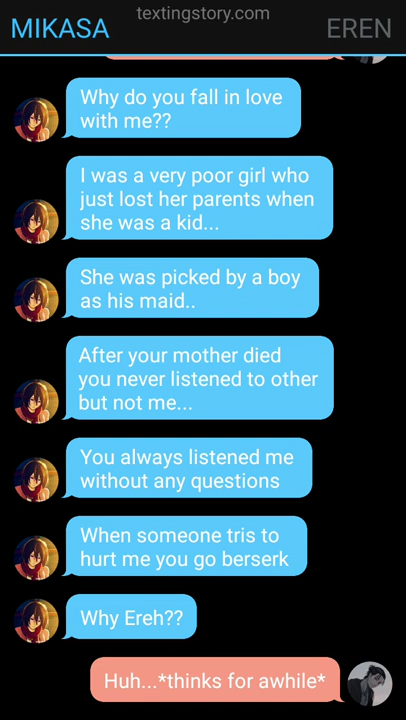 textingstory.com
MIKASA
EREN
Why do you fall in love
with me??
I was a very poor girl who
just lost her parents when
she was a kid...
She was picked by a boy
as his maid..
After your mother died
you never listened to other
but not me...
You always listened me
without any questions
When someone tris to
hurt me you go berserk
Why Ereh??
Huh...*thinks for awhile*